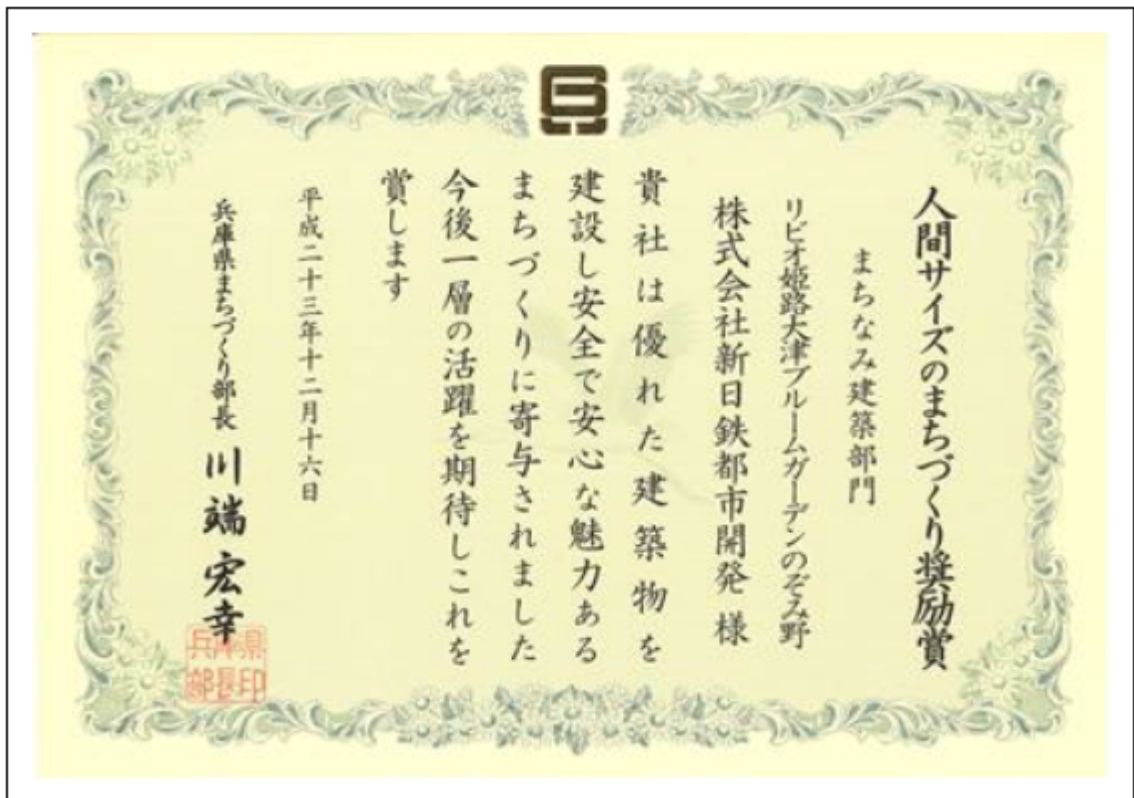 人間サイズのまちづくり奨励賞
まちなみ建築部門
リビオ姫路大津ブルームガーデンのぞみ野
株式会社新日鉄都市開発 様
貴社は優れた建築物を
建設し安全で安心な魅力ある
まちづくりに寄与されました
今後一層の活躍を期待しこれを
賞します
平成二十三年十二月十六日
兵庫県まちづくり部長 川端宏幸